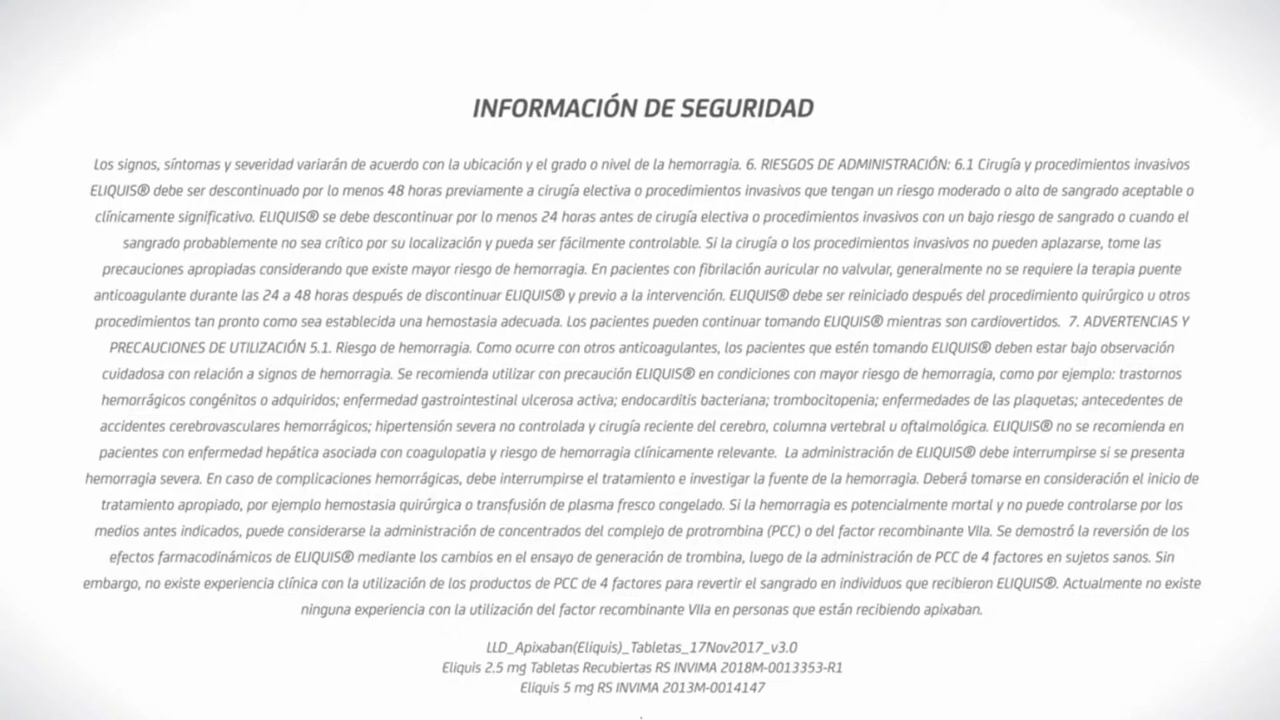 INFORMACIÓN DE SEGURIDAD
Los signos, síntomas y severidad variarán de acuerdo con la ubicación y el grado o nivel de la hemorragia. 6. RIESGOS DE ADMINISTRACIÓN: 6.1 Cirugía y procedimientos invasivos
ELIQUIS® debe ser descontinuado por lo menos 48 horas previamente a cirugía electiva o procedimientos invasivos que tengan un riesgo moderado o alto de sangrado aceptable o
clínicamente significativo. ELIQUIS® se debe descontinuar por lo menos 24 horas antes de cirugía electiva o procedimientos invasivos con un bajo riesgo de sangrado o cuando el
sangrado probablemente no sea crítico por su localización y pueda ser fácilmente controlable. Si la cirugía o los procedimientos invasivos no pueden aplazarse, tome las
precauciones apropiadas considerando que existe mayor riesgo de hemorragia. En pacientes con fibrilación auricular no valvular, generalmente no se requiere la terapia puente
anticoagulante durante las 24 a 48 horas después de discontinuar ELIQUIS® y previo a la intervención. ELIQUIS® debe ser reiniciado después del procedimiento quirúrgico u otros
procedimientos tan pronto como sea establecida una hemostasia adecuada. Los pacientes pueden continuar tomando ELIQUIS® mientras son cardiovertidos. 7. ADVERTENCIAS Y
PRECAUCIONES DE UTILIZACIÓN 5.1. Riesgo de hemorragia. Como ocurre con otros anticoagulantes, los pacientes que estén tomando ELIQUIS® deben estar bajo observación
cuidadosa con relación a signos de hemorragia. Se recomienda utilizar con precaución ELIQUIS® en condiciones con mayor riesgo de hemorragia, como por ejemplo: trastornos
hemorrágicos congénitos o adquiridos; enfermedad gastrointestinal ulcerosa activa; endocarditis bacteriana; trombocitopenia; enfermedades de las plaquetas; antecedentes de
accidentes cerebrovasculares hemorrágicos; hipertensión severa no controlada y cirugía reciente del cerebro, columna vertebral u oftalmológica. ELIQUIS® no se recomienda en
pacientes con enfermedad hepática asociada con coagulopatia y riesgo de hemorragia clínicamente relevante. La administración de ELIQUIS® debe interrumpirse si se presenta
hemorragia severa. En caso de complicaciones hemorrágicas, debe interrumpirse el tratamiento e investigar la fuente de la hemorragia. Deberá tomarse en consideración el inicio de
tratamiento apropiado, por ejemplo hemostasia quirúrgica o transfusión de plasma fresco congelado. Si la hemorragia es potencialmente mortal y no puede controlarse por los
medios antes indicados, puede considerarse la administración de concentrados del complejo de protrombina (PCC) o del factor recombinante VIIa. Se demostró la reversión de los
efectos farmacodinámicos de ELIQUIS® mediante los cambios en el ensayo de generación de trombina, luego de la administración de PCC de 4 factores en sujetos sanos. Sin
embargo, no existe experiencia clínica con la utilización de los productos de PCC de 4 factores para revertir el sangrado en individuos que recibieron ELIQUIS®. Actualmente no existe
ninguna experiencia con la utilización del factor recombinante VIIa en personas que están recibiendo apixaban.
LLD_Apixaban(Eliquis)_Tabletas_17Nov2017_v3.0
Eliquis 2.5 mg Tabletas Recubiertas RS INVIMA 2018M-0013353-R1
Eliquis 5 mg RS INVIMA 2013M-0014147